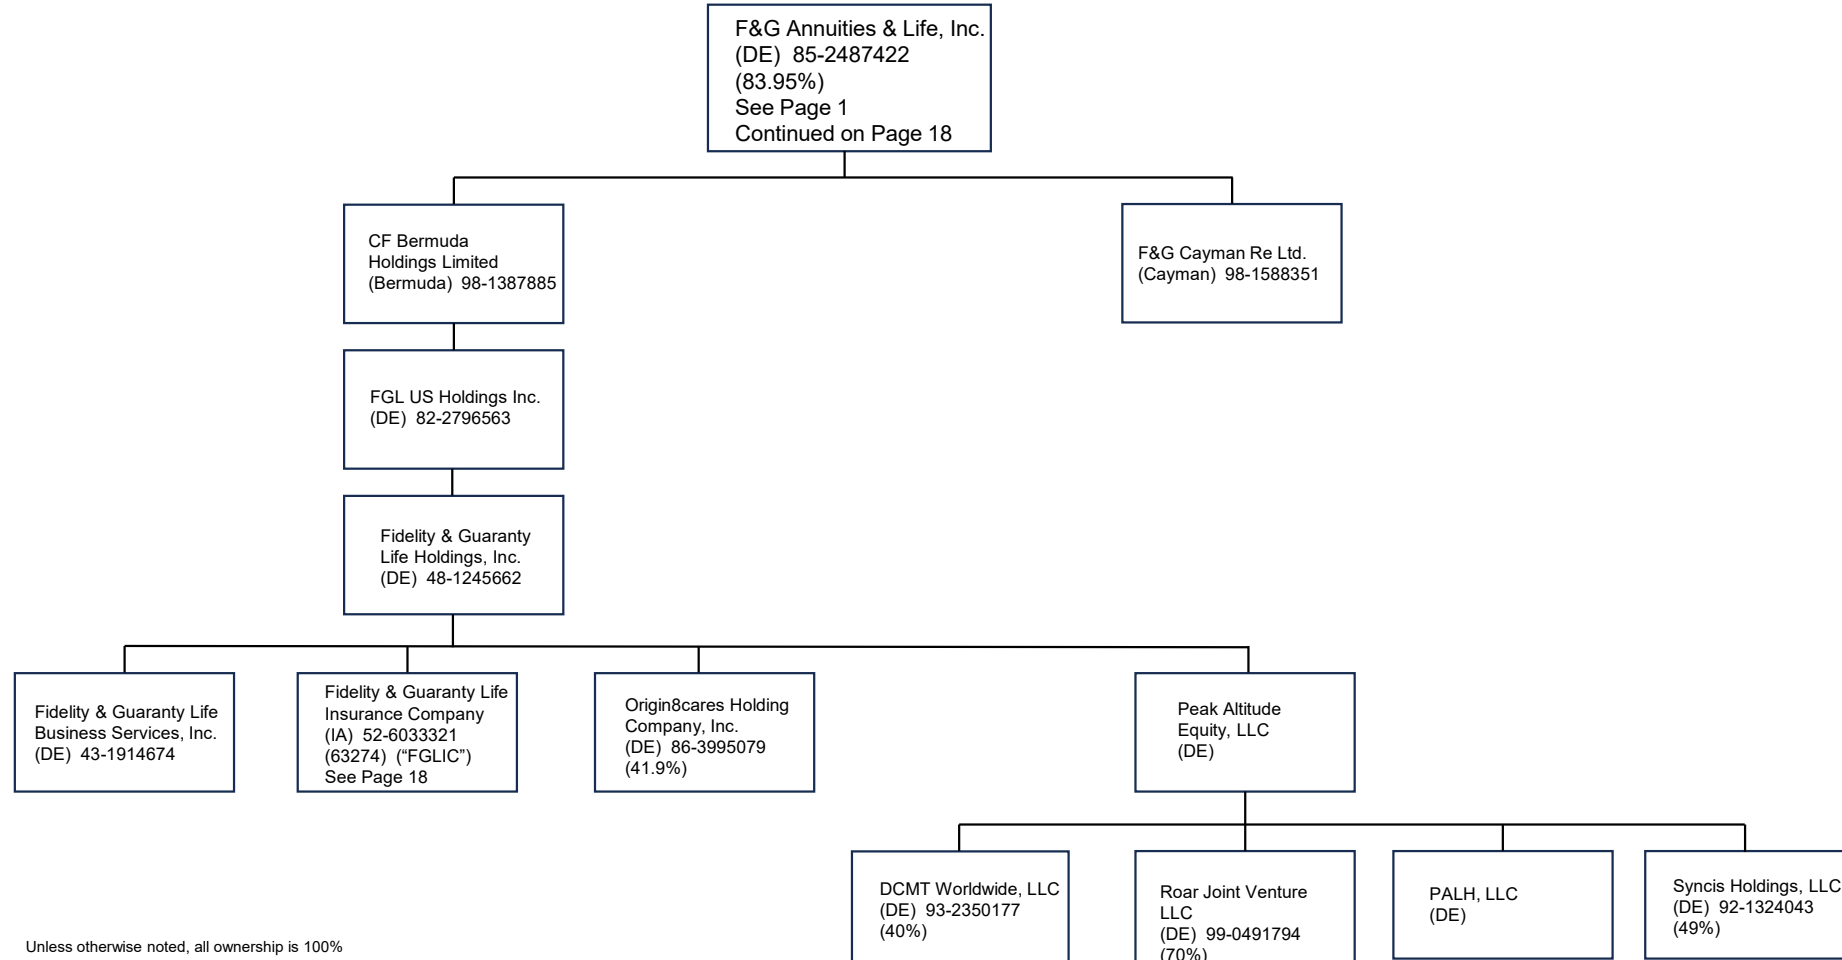 F&G Annuities & Life, Inc.
(DE) 85-2487422
(83.95%)
See Page 1
Continued on Page 18
CF Bermuda
Holdings Limited
(Bermuda) 98-1387885
F&G Cayman Re Ltd.
(Cayman) 98-1588351
FGL US Holdings Inc.
(DE) 82-2796563
Fidelity & Guaranty
Life Holdings, Inc.
(DE) 48-1245662
Fidelity & Guaranty Life
Business Services, Inc.
(DE) 43-1914674
Fidelity & Guaranty Life
Insurance Company
(IA) 52-6033321
(63274) (“FGLIC”)
See Page 18
Origin8cares Holding
Company, Inc.
(DE) 86-3995079
(41.9%)
Peak Altitude
Equity, LLC
(DE)
DCMT Worldwide, LLC
(DE) 93-2350177
(40%)
Roar Joint Venture
LLC
(DE) 99-0491794
(70%)
PALH, LLC
(DE)
Syncis Holdings, LLC
(DE) 92-1324043
(49%)
Unless otherwise noted, all ownership is 100%